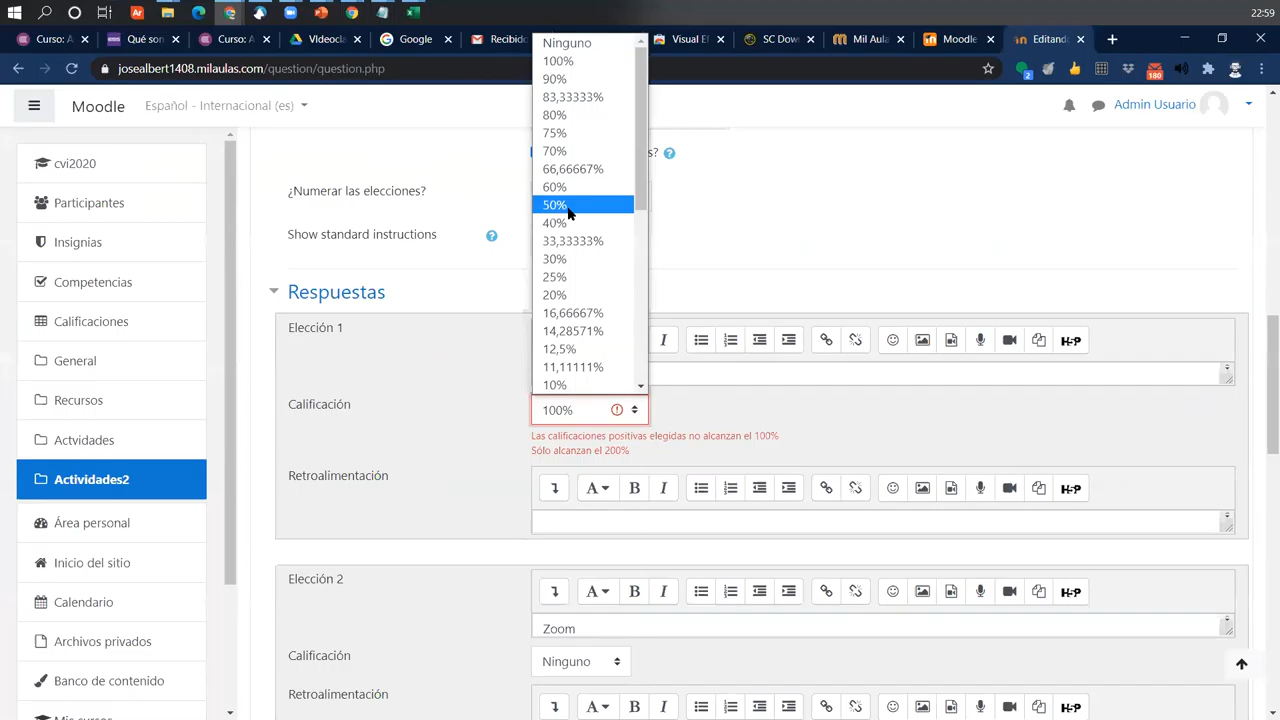 22:59
Curso: A
Qué son
Curso: A
Videocla
Google
Recibido
Visual Ef
SC Dow
Mil Aula
Moodle
Editando
josealbert1408.milaulas.com/question/question.php
2
180
Moodle
Español - Internacional (es)
Admin Usuario
cvi2020
Participantes
Insignias
Competencias
Calificaciones
General
Recursos
Actvidades
Actividades2
Área personal
Inicio del sitio
Calendario
Archivos privados
Banco de contenido
s?
¿Numerar las elecciones?
Show standard instructions
Respuestas
Ninguno
100%
90%
83,33333%
80%
75%
70%
66,66667%
60%
50%
40%
33,33333%
30%
25%
20%
16,66667%
14,28571%
12,5%
11,11111%
10%
Elección 1
I
H-P
Calificación
100%
Las calificaciones positivas elegidas no alcanzan el 100%
Sólo alcanzan el 200%
Retroalimentación
A B I
H-P
Elección 2
A B I
H-P
Zoom
Calificación
Ninguno
Retroalimentación
A B I
H-P